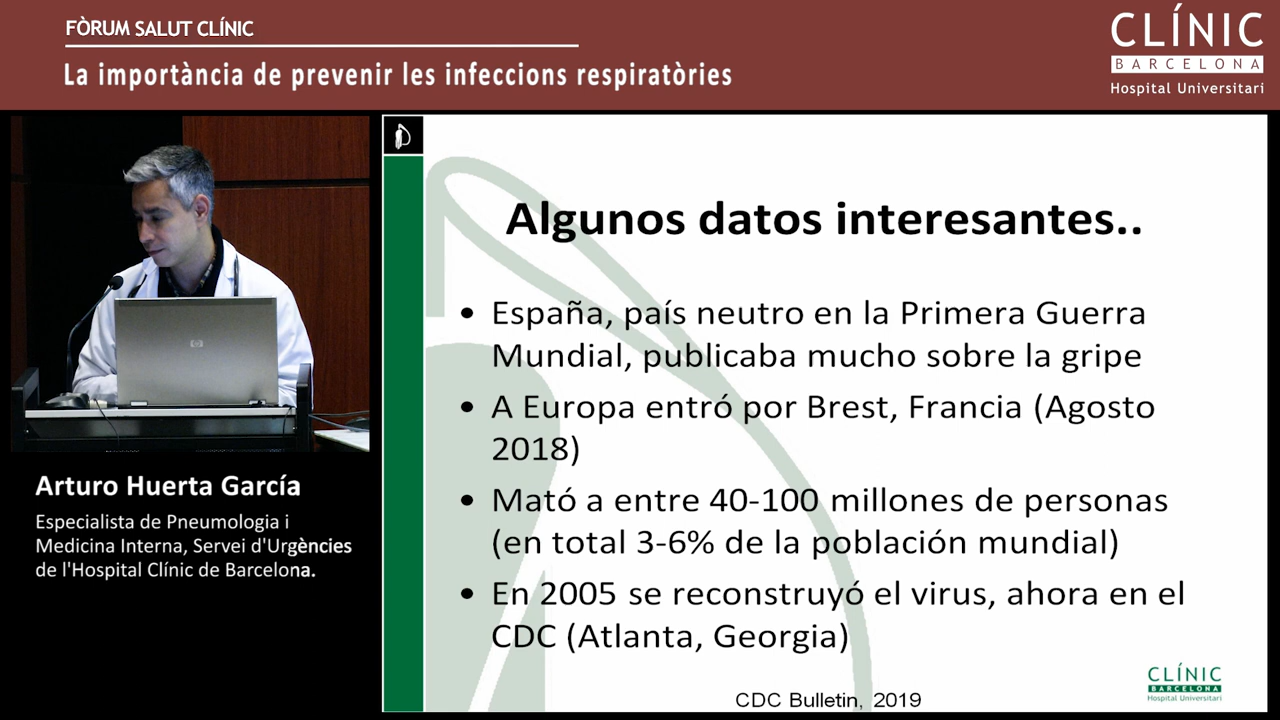 FÒRUM SALUT CLÍNIC
La importància de prevenir les infeccions respiratòries
CLÍNIC
BARCELONA
Hospital Universitari
Algunos datos interesantes..
• España, país neutro en la Primera Guerra
Mundial, publicaba mucho sobre la gripe
• A Europa entró por Brest, Francia (Agosto
2018)
• Mató a entre 40-100 millones de personas
(en total 3-6% de la población mundial)
• En 2005 se reconstruyó el virus, ahora en el
CDC (Atlanta, Georgia)
CDC Bulletin, 2019
CLÍNIC
BARCELONA
Hospital Universitari
Arturo Huerta García
Especialista de Pneumologia i
Medicina Interna, Servei d'Urgències
de l'Hospital Clínic de Barcelona.
hp